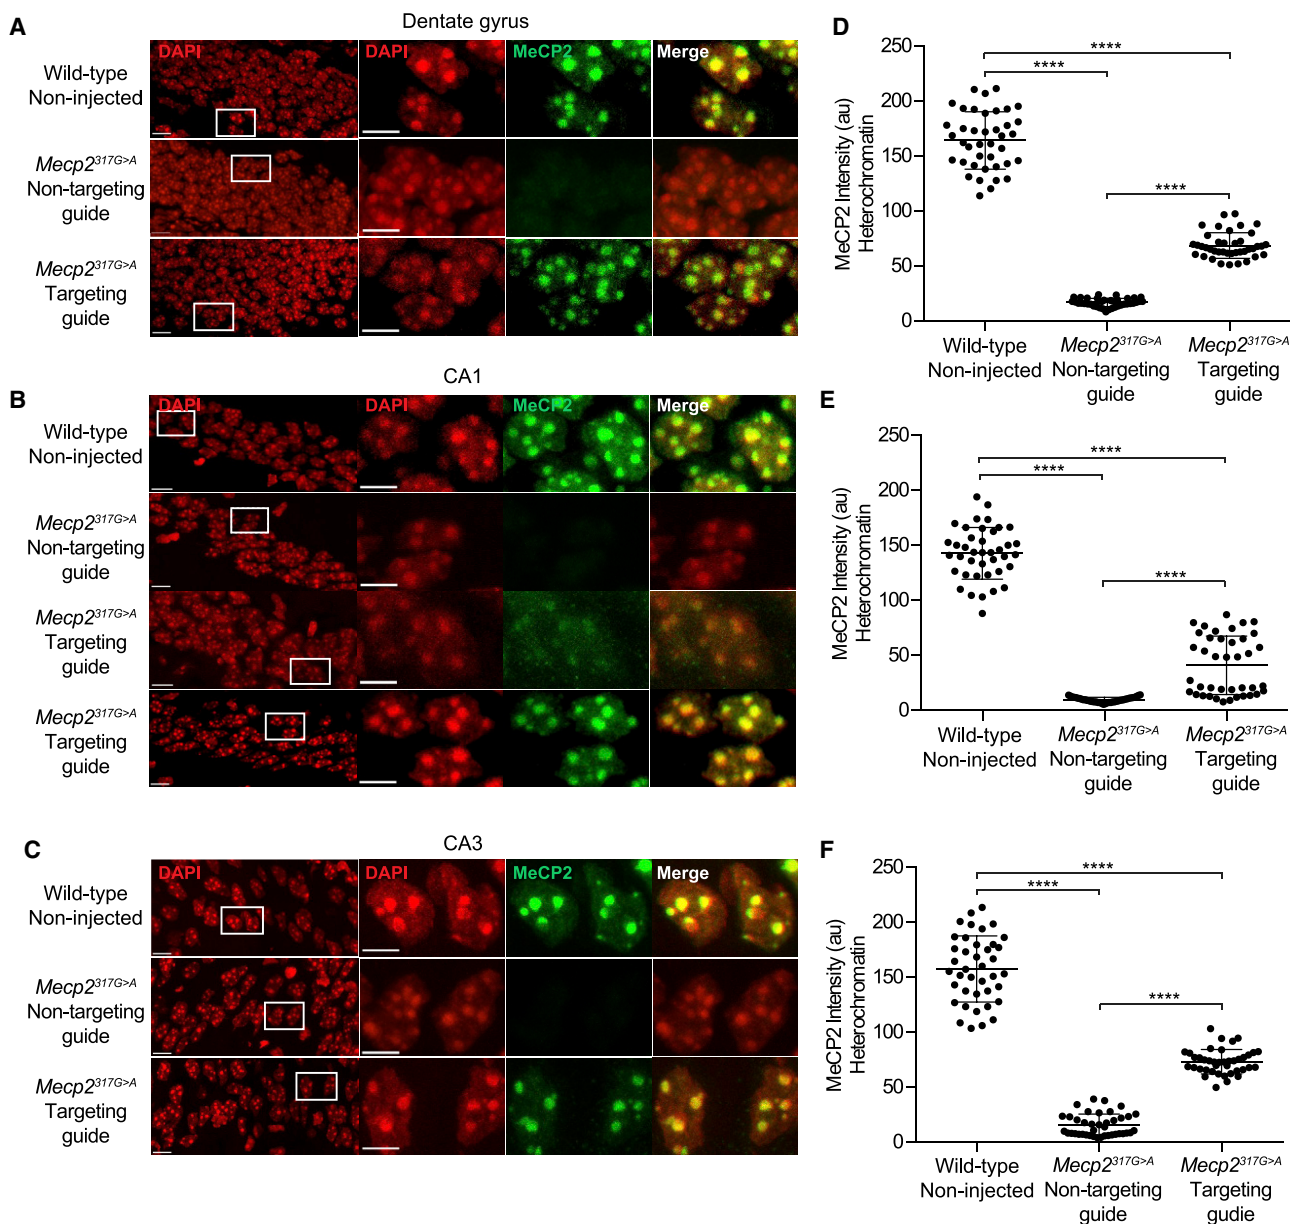 A
Dentate gyrus
DAPI
DAPI
MeCP2
Merge
Wild-type
Non-injected
Mecp2317G>A
Non-targeting
guide
Mecp2317G>A
Targeting
guide
B
CA1
DAPI
DAPI
MeCP2
Merge
Wild-type
Non-injected
Mecp2317G>A
Non-targeting
guide
Mecp2317G>A
Targeting
guide
Mecp2317G>A
Targeting
guide
C
CA3
DAPI
DAPI
MeCP2
Merge
Wild-type
Non-injected
Mecp2317G>A
Non-targeting
guide
Mecp2317G>A
Targeting
guide
D
MeCP2 Intensity (au)
Heterochromatin
250
200
150
100
50
0
****
****
****
Wild-type
Non-injected
Mecp2317G>A
Non-targeting
guide
Mecp2317G>A
Targeting
guide
E
MeCP2 Intensity (au)
Heterochromatin
250
200
150
100
50
0
****
****
****
Wild-type
Non-injected
Mecp2317G>A
Non-targeting
guide
Mecp2317G>A
Targeting
guide
F
MeCP2 Intensity (au)
Heterochromatin
250
200
150
100
50
0
****
****
****
Wild-type
Non-injected
Mecp2317G>A
Non-targeting
guide
Mecp2317G>A
Targeting
gudie